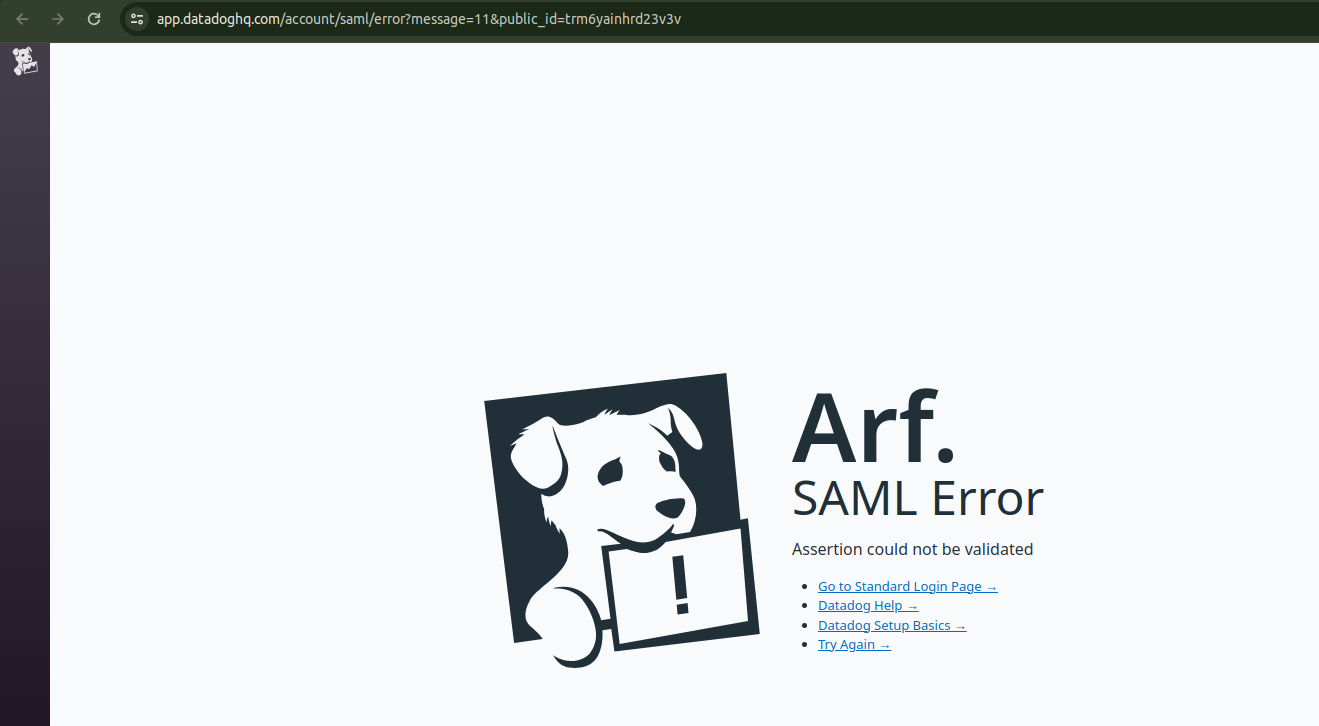 app.datadoghq.com/account/saml/error?message=11&public_id=trm6yainhrd23v3v
Arf.
SAML Error
Assertion could not be validated
Go to Standard Login Page →
Datadog Help →
Datadog Setup Basics →
Try Again →
!